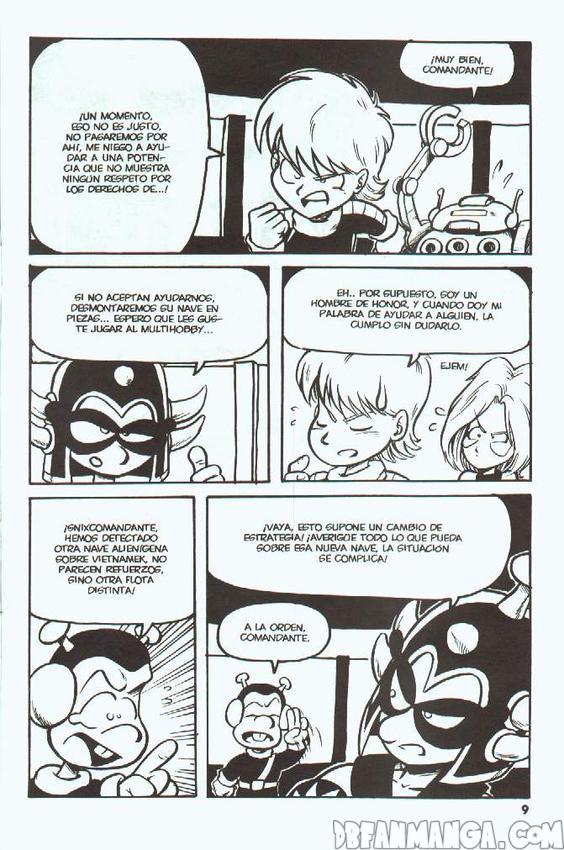 ¡MUY BIEN,
COMANDANTE!
¡UN MOMENTO,
ESO NO ES JUSTO,
NO PAGAREMOS POR
AHÍ, ME NIEGO A AYU-
DAR A UNA POTEN-
CIA QUE NO MUESTRA
NINGÚN RESPETO POR
LOS DERECHOS DE...!
SI NO ACEPTAN AYUDARNOS,
DESMONTAREMOS SU NAVE EN
PIEZAS... ESPERO QUE LES GUS-
TE JUGAR AL MULTIHOBBY...
EH.. POR SUPUESTO, SOY UN
HOMBRE DE HONOR, Y CUANDO DOY MI
PALABRA DE AYUDAR A ALGUIEN, LA
CUMPLO SIN DUDARLO.
EJEM!
¡SNIXCOMANDANTE,
HEMOS DETECTADO
OTRA NAVE ALIENIGENA
SOBRE VIETNAMEK, NO
PARECEN REFUERZOS,
SINO OTRA FLOTA
DISTINTA!
¡VAYA, ESTO SUPONE UN CAMBIO DE
ESTRATEGIA! ¡AVERIGUE TODO LO QUE PUEDA
SOBRE ESA NUEVA NAVE, LA SITUACIÓN
SE COMPLICA!
A LA ORDEN,
COMANDANTE.
9
DBFANMANGA.COM